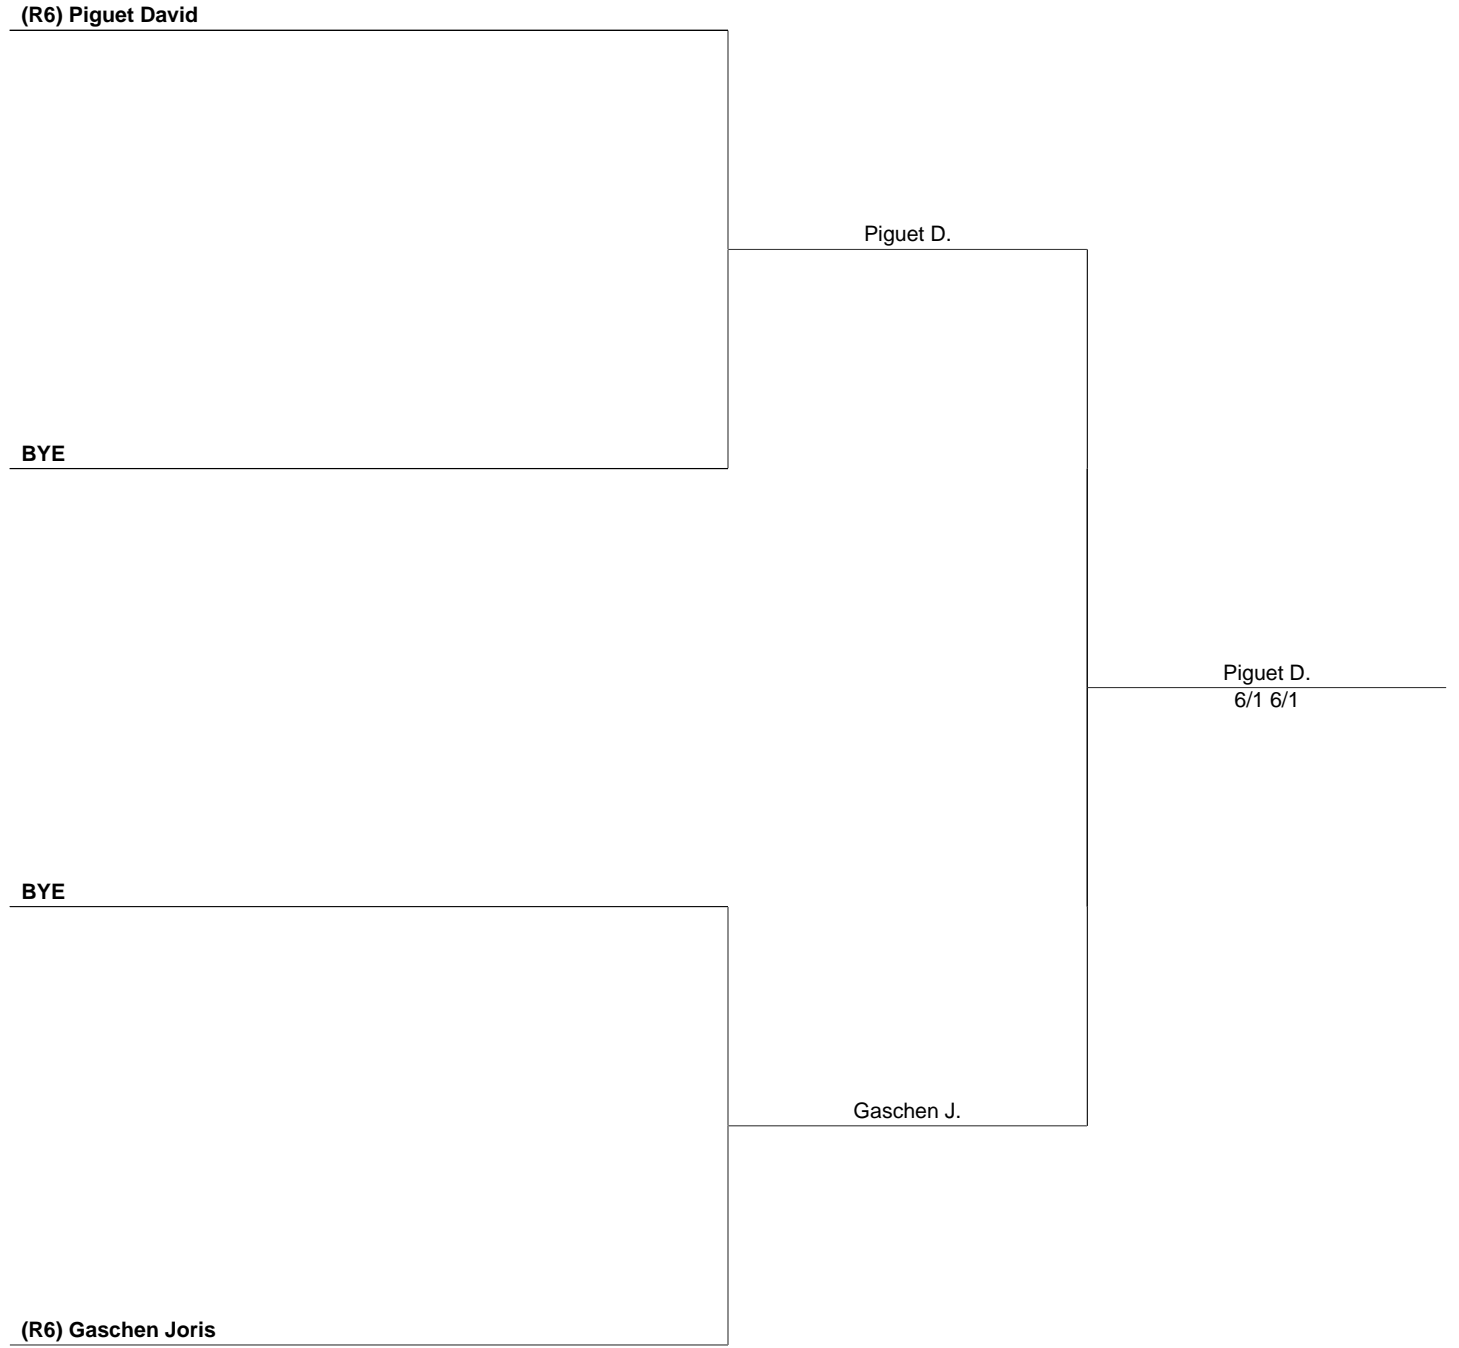 (R6) Piguet David
Piguet D.
BYE
Piguet D.
6/1 6/1
BYE
Gaschen J.
(R6) Gaschen Joris